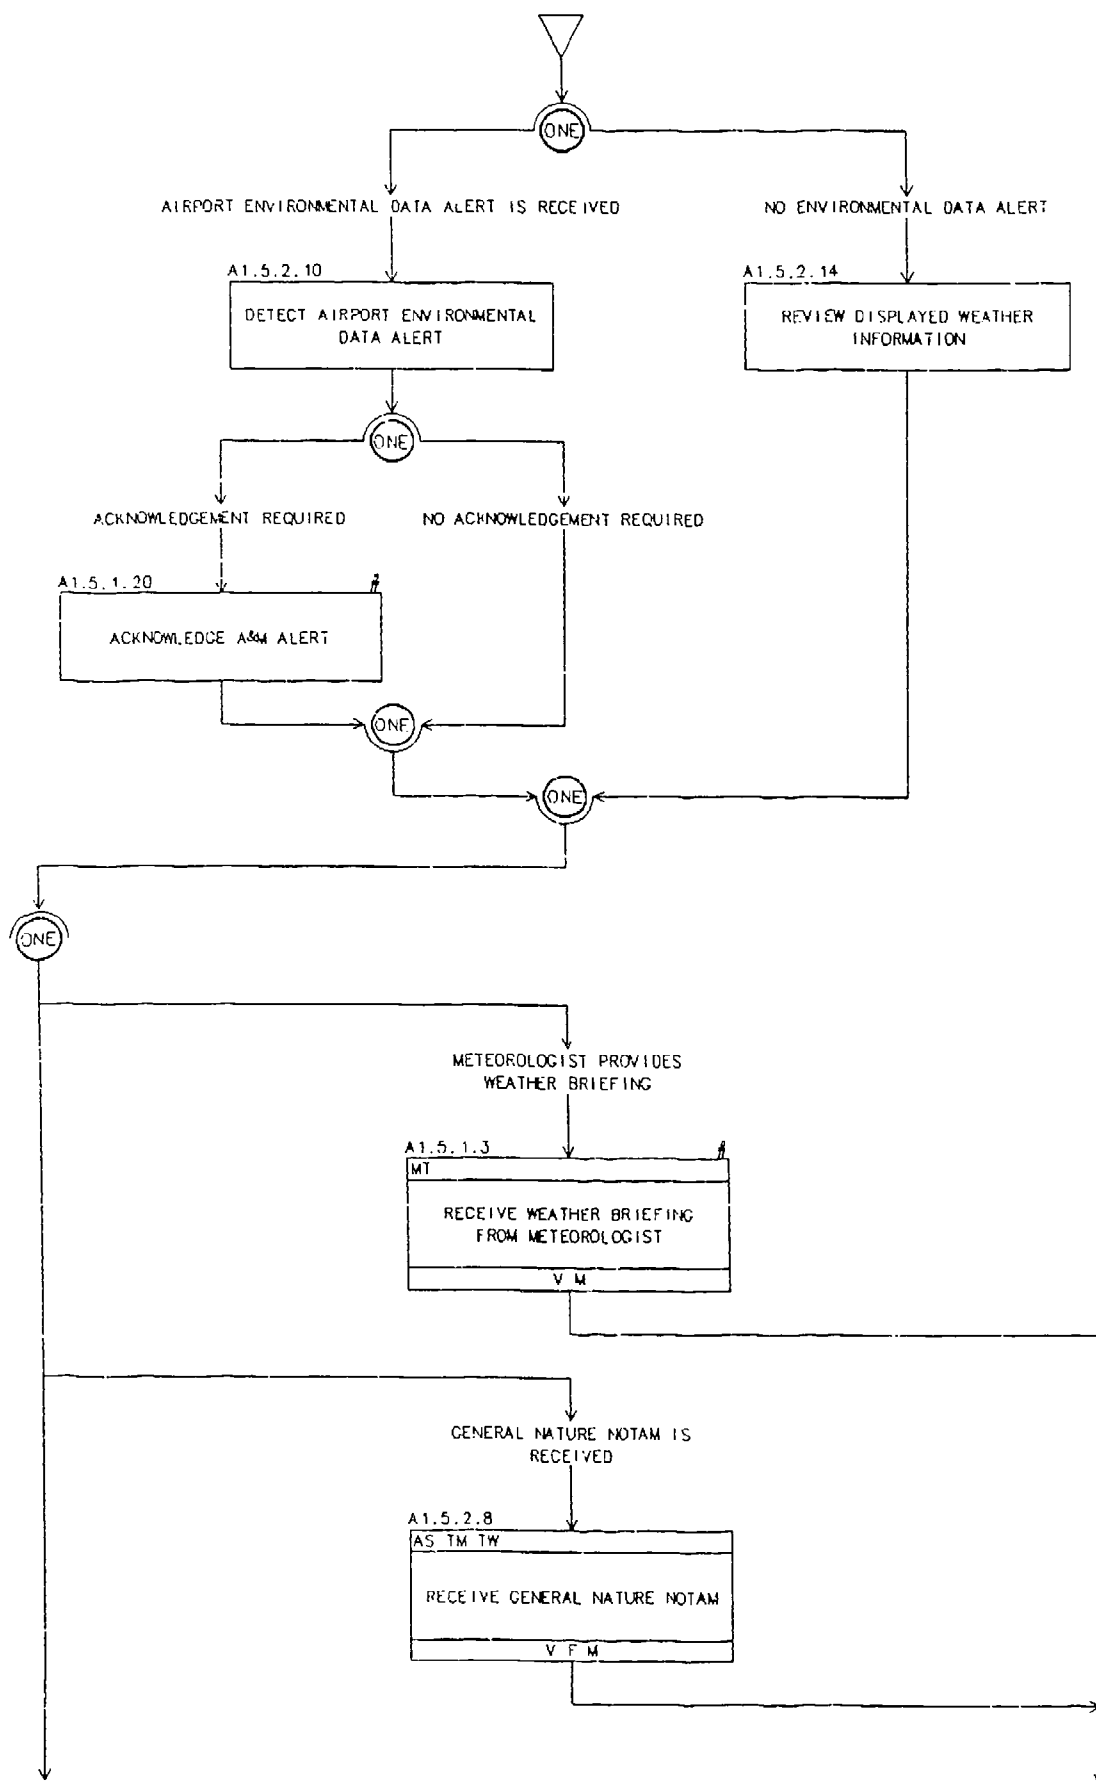 ONE
AIRPORT ENVIRONMENTAL DATA ALERT IS RECEIVED
NO ENVIRONMENTAL DATA ALERT
A1.5.2.10
DETECT AIRPORT ENVIRONMENTAL
DATA ALERT
A1.5.2.14
REVIEW DISPLAYED WEATHER
INFORMATION
ONE
ACKNOWLEDGEMENT REQUIRED
NO ACKNOWLEDGEMENT REQUIRED
A1.5.1.20
ACKNOWLEDGE A&M ALERT
ONE
ONE
ONE
METEOROLOGIST PROVIDES
WEATHER BRIEFING
A1.5.1.3
MT
RECEIVE WEATHER BRIEFING
FROM METEOROLOGIST
V M
GENERAL NATURE NOTAM IS
RECEIVED
A1.5.2.8
AS TM TW
RECEIVE GENERAL NATURE NOTAM
V F M